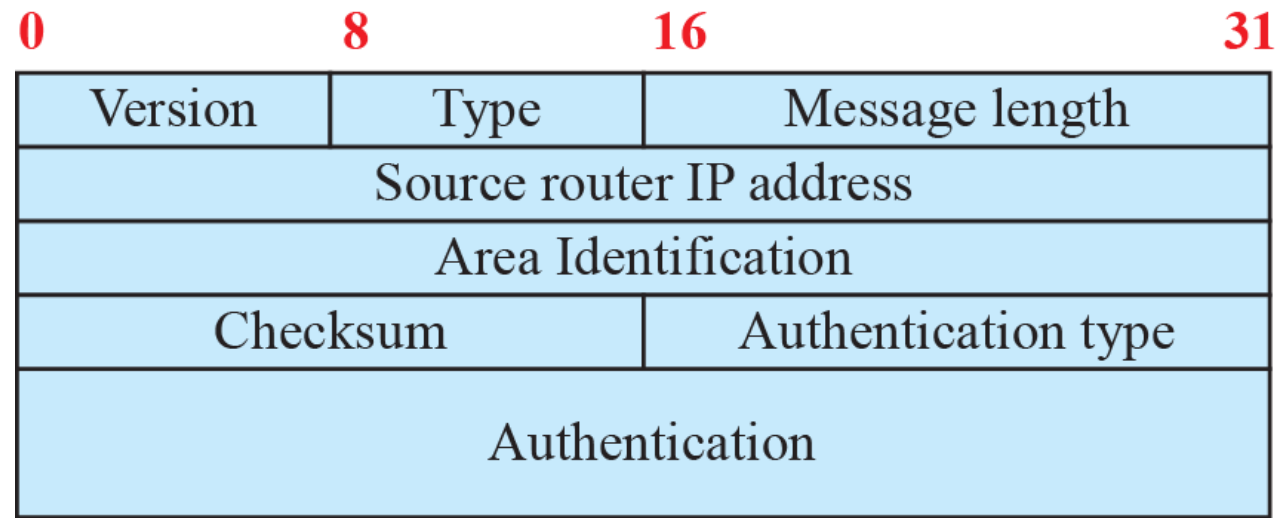 0 8 16 31
Version Type Message length
Source router IP address
Area Identification
Checksum Authentication type
Authentication